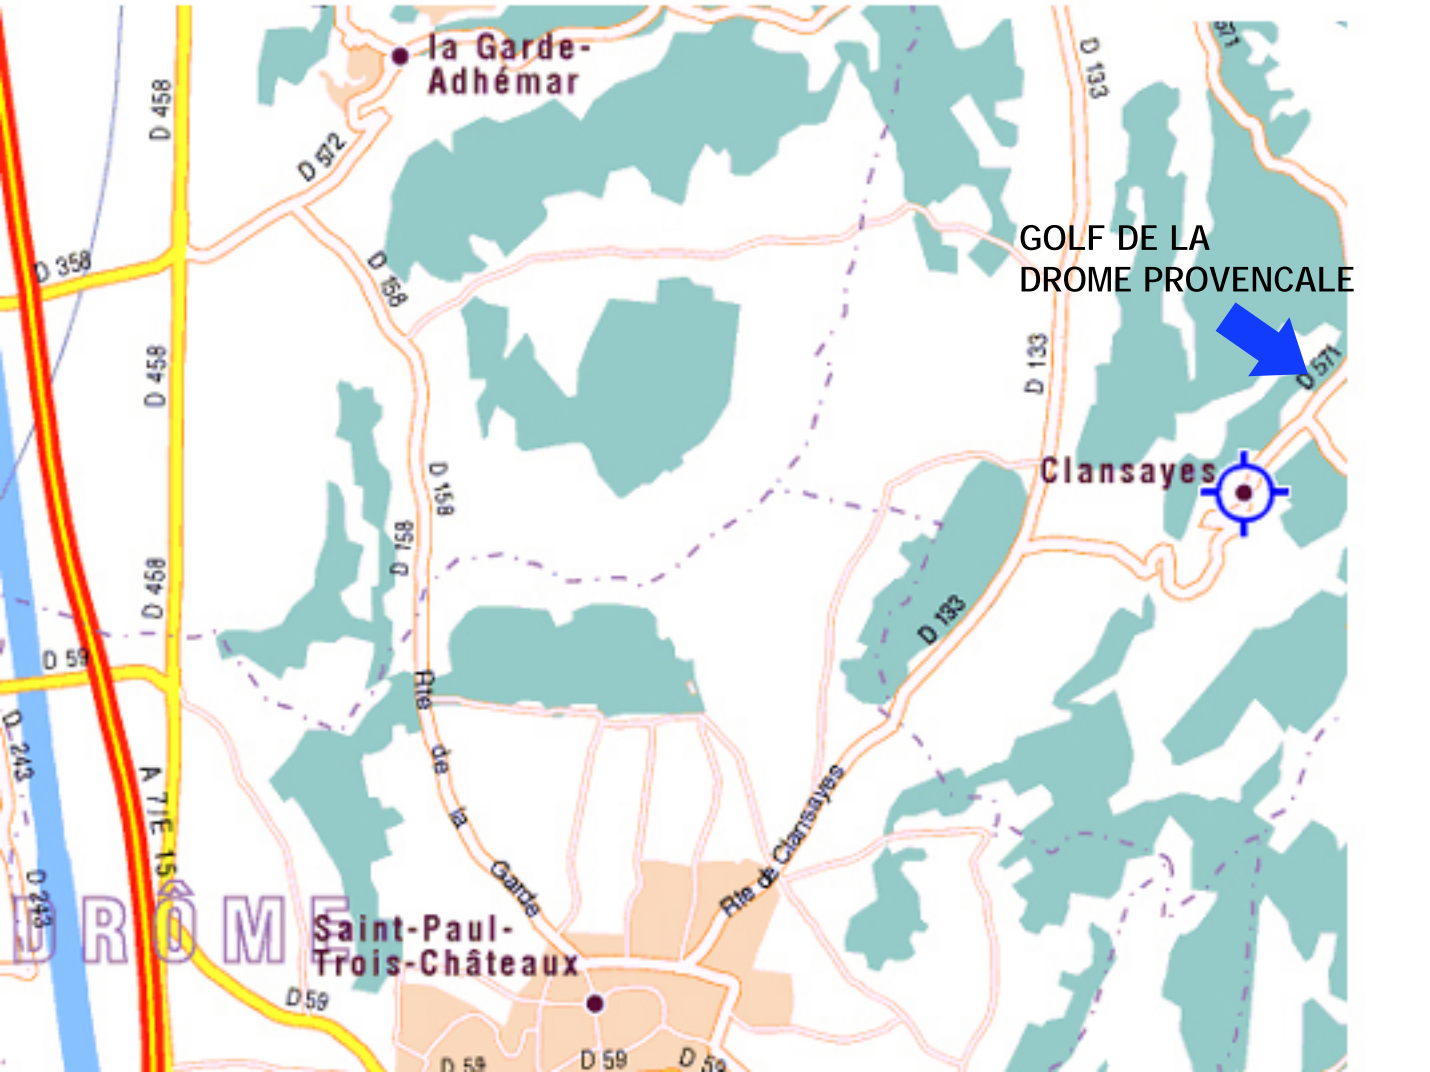 la Garde-
Adhémar
D 133
571
D 458
D 572
GOLF DE LA
DROME PROVENCALE
D 358
D 158
D 458
D 133
D 571
Clansayes
D 158
D 158
D 458
D 133
D 59
Rte de la Garde
D 243
A 7/E 15
Rte de Clansayes
D 243
DRÔME
Saint-Paul-
Trois-Châteaux
D 59
D 59
D 59
D 59